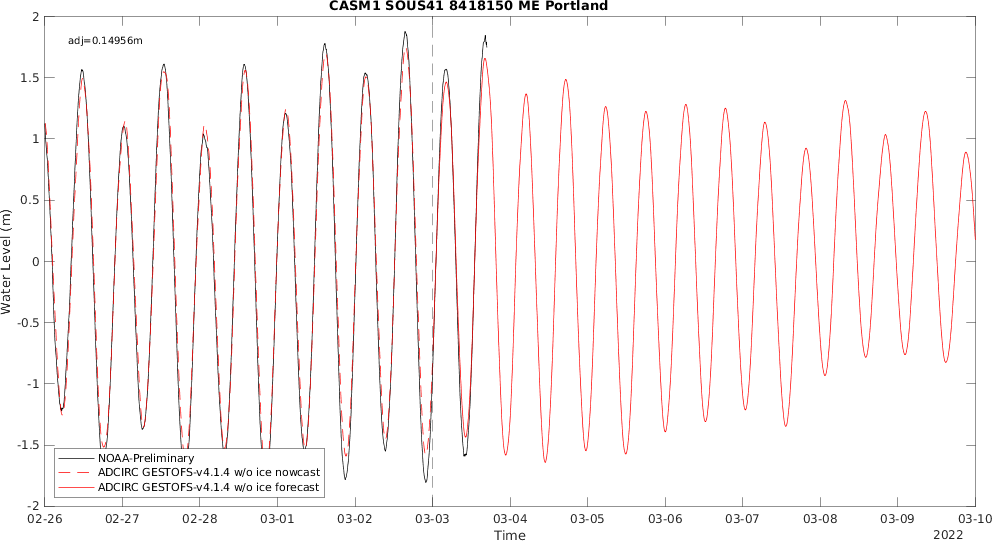 CASM1 SOUS41 8418150 ME Portland
adj=0.14956m
Water Level (m)
2
1.5
1
0.5
0
-0.5
-1
-1.5
-2
NOAA-Preliminary
ADCIRC GESTOFS-v4.1.4 w/o ice nowcast
ADCIRC GESTOFS-v4.1.4 w/o ice forecast
02-26 02-27 02-28 03-01 03-02 03-03 03-04 03-05 03-06 03-07 03-08 03-09 03-10
Time
2022